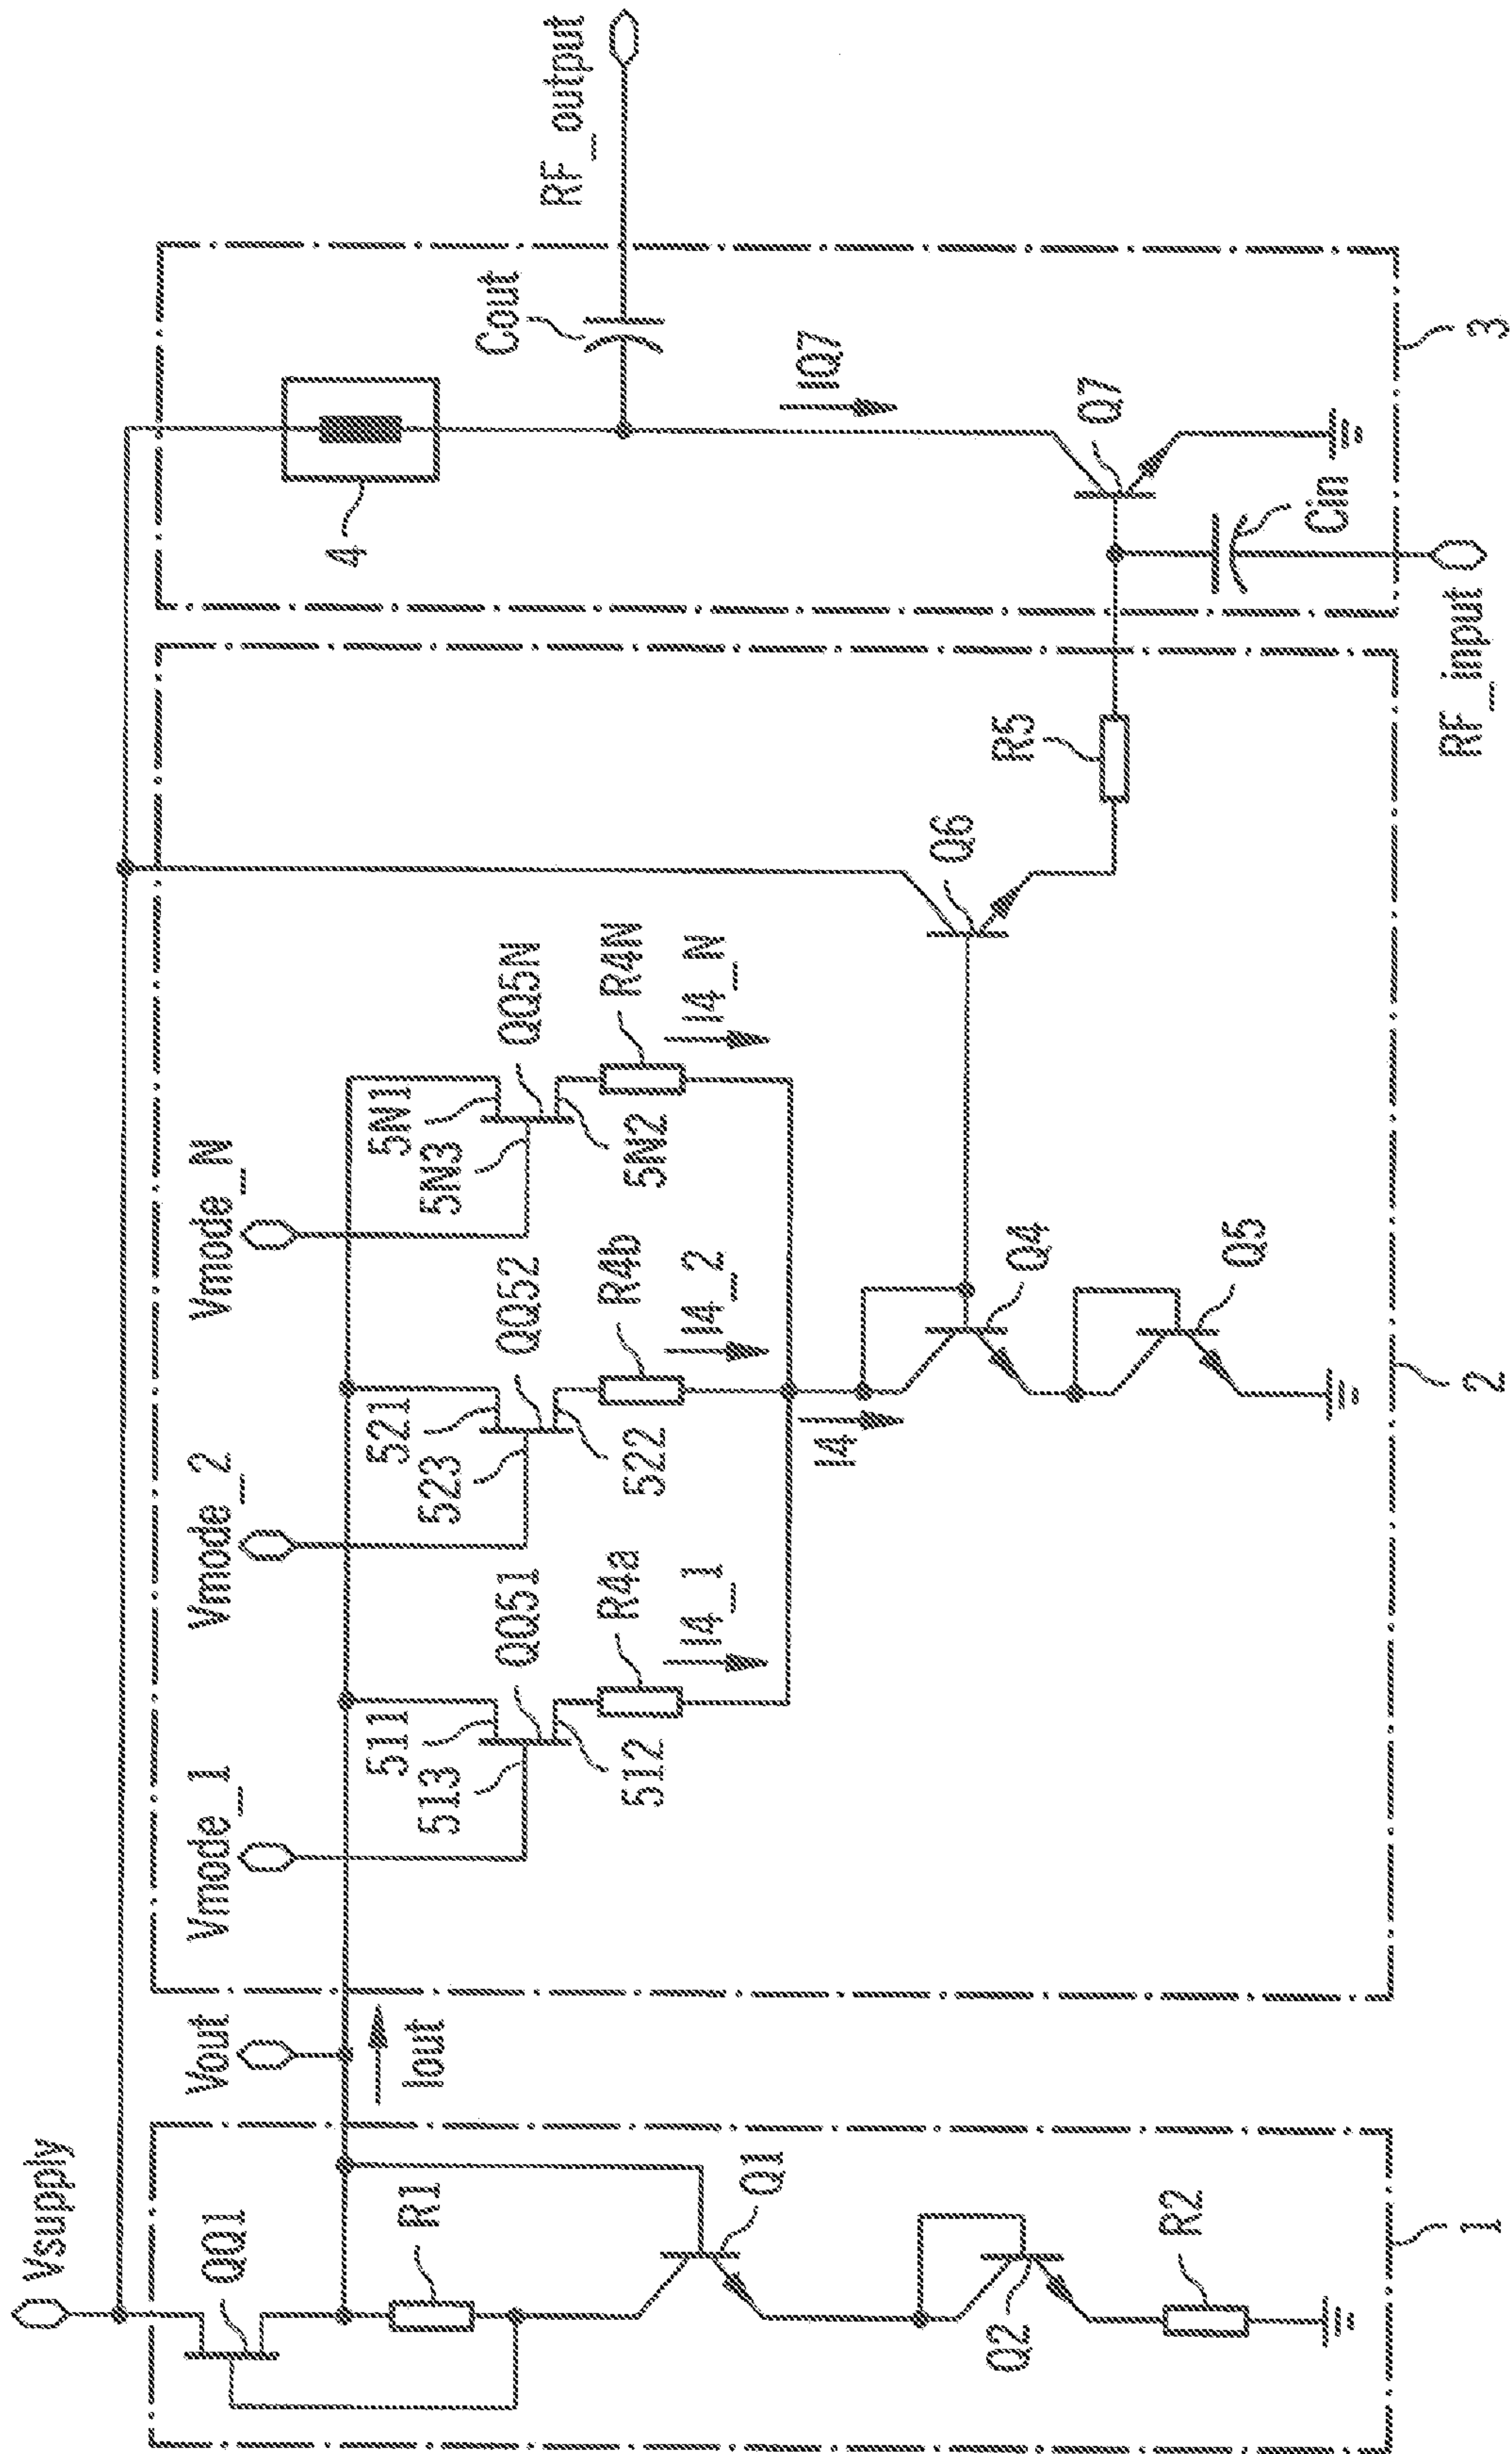 Vsupply
Vout
Vmode_1
Vmode_2
Vmode_N
QQ1
511
521
5N1
Iout
R1
513
523
5N3
QQ51
QQ52
QQ5N
4
Cout
RF_output
R4a
R4b
R4N
512
522
5N2
I4_1
I4_2
I4_N
Q1
I4
IQ7
Q6
R5
Q2
Q4
Q7
R2
Q5
Cin
RF_input
1
2
3